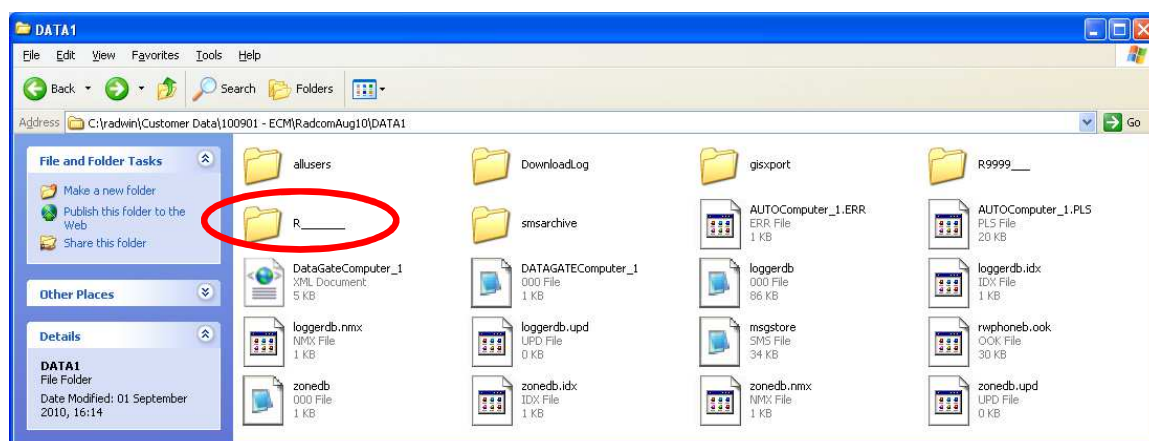 DATA1
File Edit View Favorites Tools Help
Back Search Folders
Address C:\radwin\Customer Data\100901 - ECM\RadcomAug10\DATA1 Go
File and Folder Tasks
Make a new folder
Publish this folder to the
Web
Share this folder
Other Places
Details
DATA1
File Folder
Date Modified: 01 September
2010, 16:14
allusers
DownloadLog
gisxport
R9999___
R_______
smsarchive
AUTOComputer_1.ERR
ERR File
1 KB
AUTOComputer_1.PLS
PLS File
20 KB
DataGateComputer_1
XML Document
5 KB
DATAGATEComputer_1
000 File
1 KB
loggerdb
000 File
86 KB
loggerdb.idx
IDX File
1 KB
loggerdb.nmx
NMX File
1 KB
loggerdb.upd
UPD File
0 KB
msgstore
SMS File
34 KB
rwphoneb.ook
OOK File
30 KB
zonedb
000 File
1 KB
zonedb.idx
IDX File
1 KB
zonedb.nmx
NMX File
1 KB
zonedb.upd
UPD File
0 KB